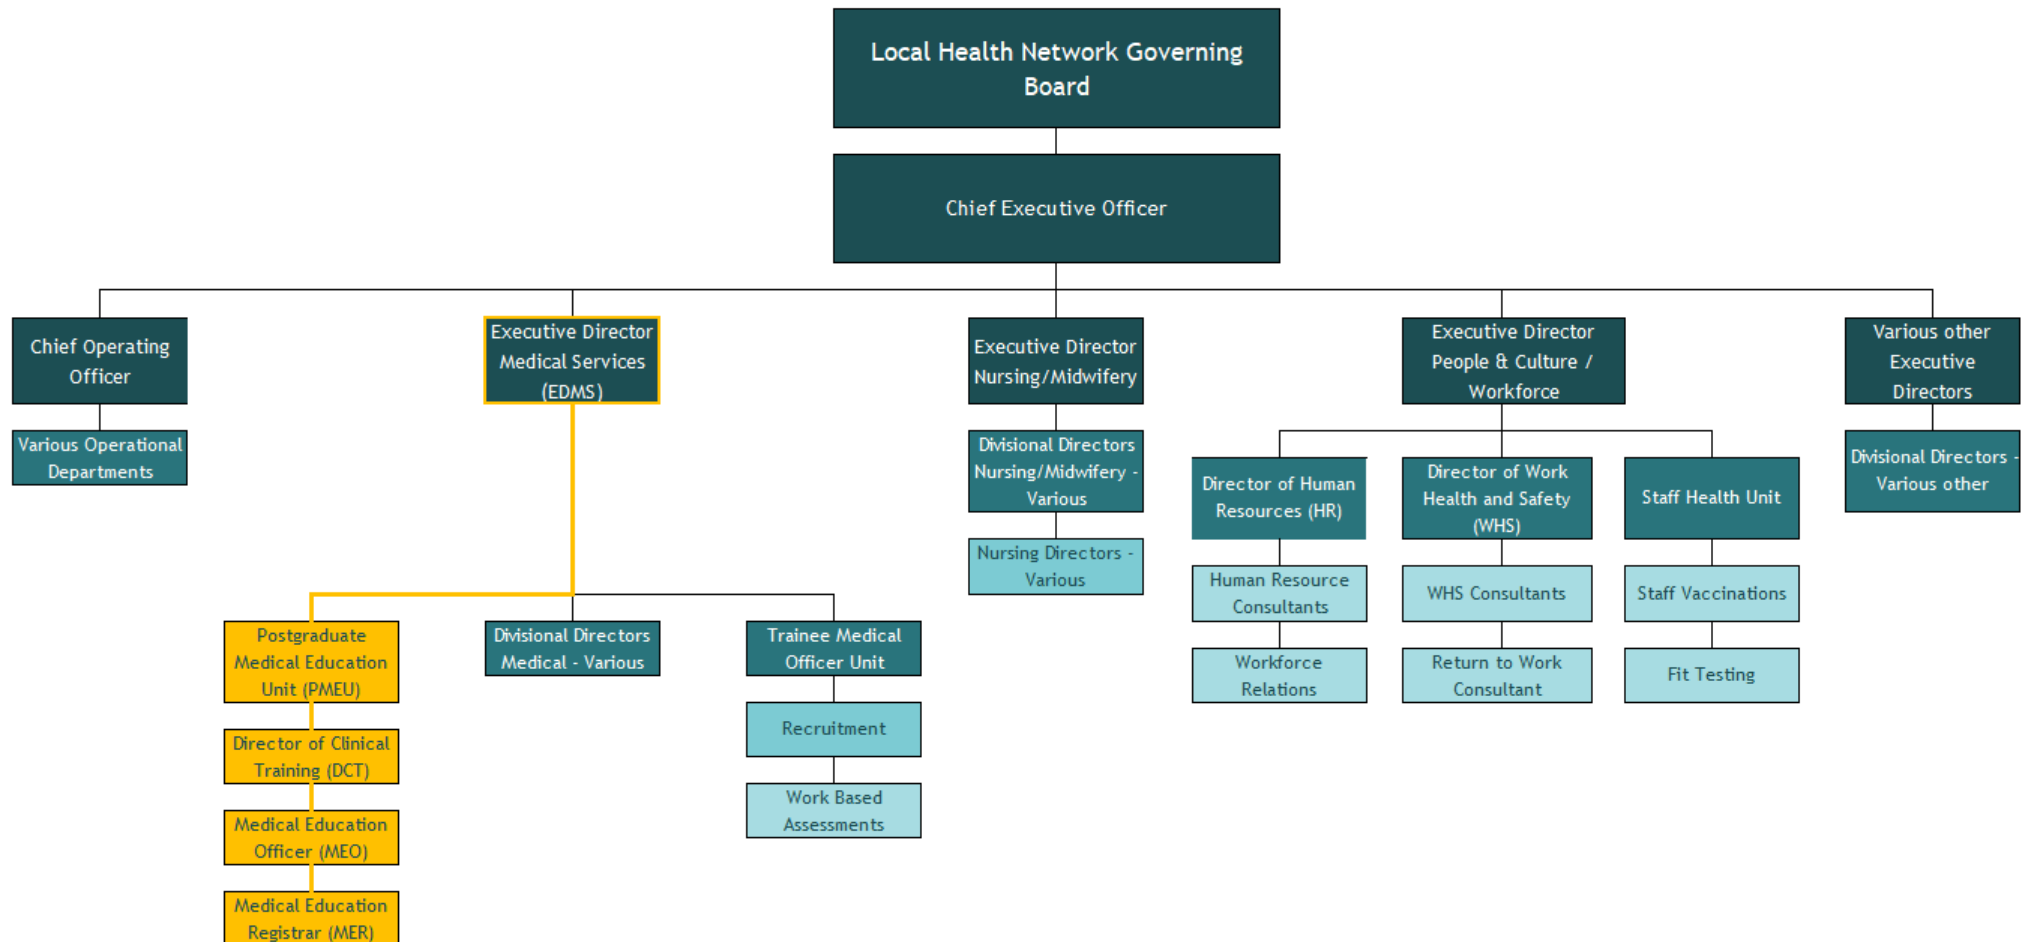 Local Health Network Governing
Board
Chief Executive Officer
Chief Operating
Officer
Various Operational
Departments
Executive Director
Medical Services
(EDMS)
Postgraduate
Medical Education
Unit (PMEU)
Director of Clinical
Training (DCT)
Medical Education
Officer (MEO)
Medical Education
Registrar (MER)
Divisional Directors
Medical - Various
Trainee Medical
Officer Unit
Recruitment
Work Based
Assessments
Executive Director
Nursing/Midwifery
Divisional Directors
Nursing/Midwifery -
Various
Nursing Directors -
Various
Executive Director
People & Culture /
Workforce
Director of Human
Resources (HR)
Human Resource
Consultants
Workforce
Relations
Director of Work
Health and Safety
(WHS)
WHS Consultants
Return to Work
Consultant
Staff Health Unit
Staff Vaccinations
Fit Testing
Various other
Executive
Directors
Divisional Directors -
Various other